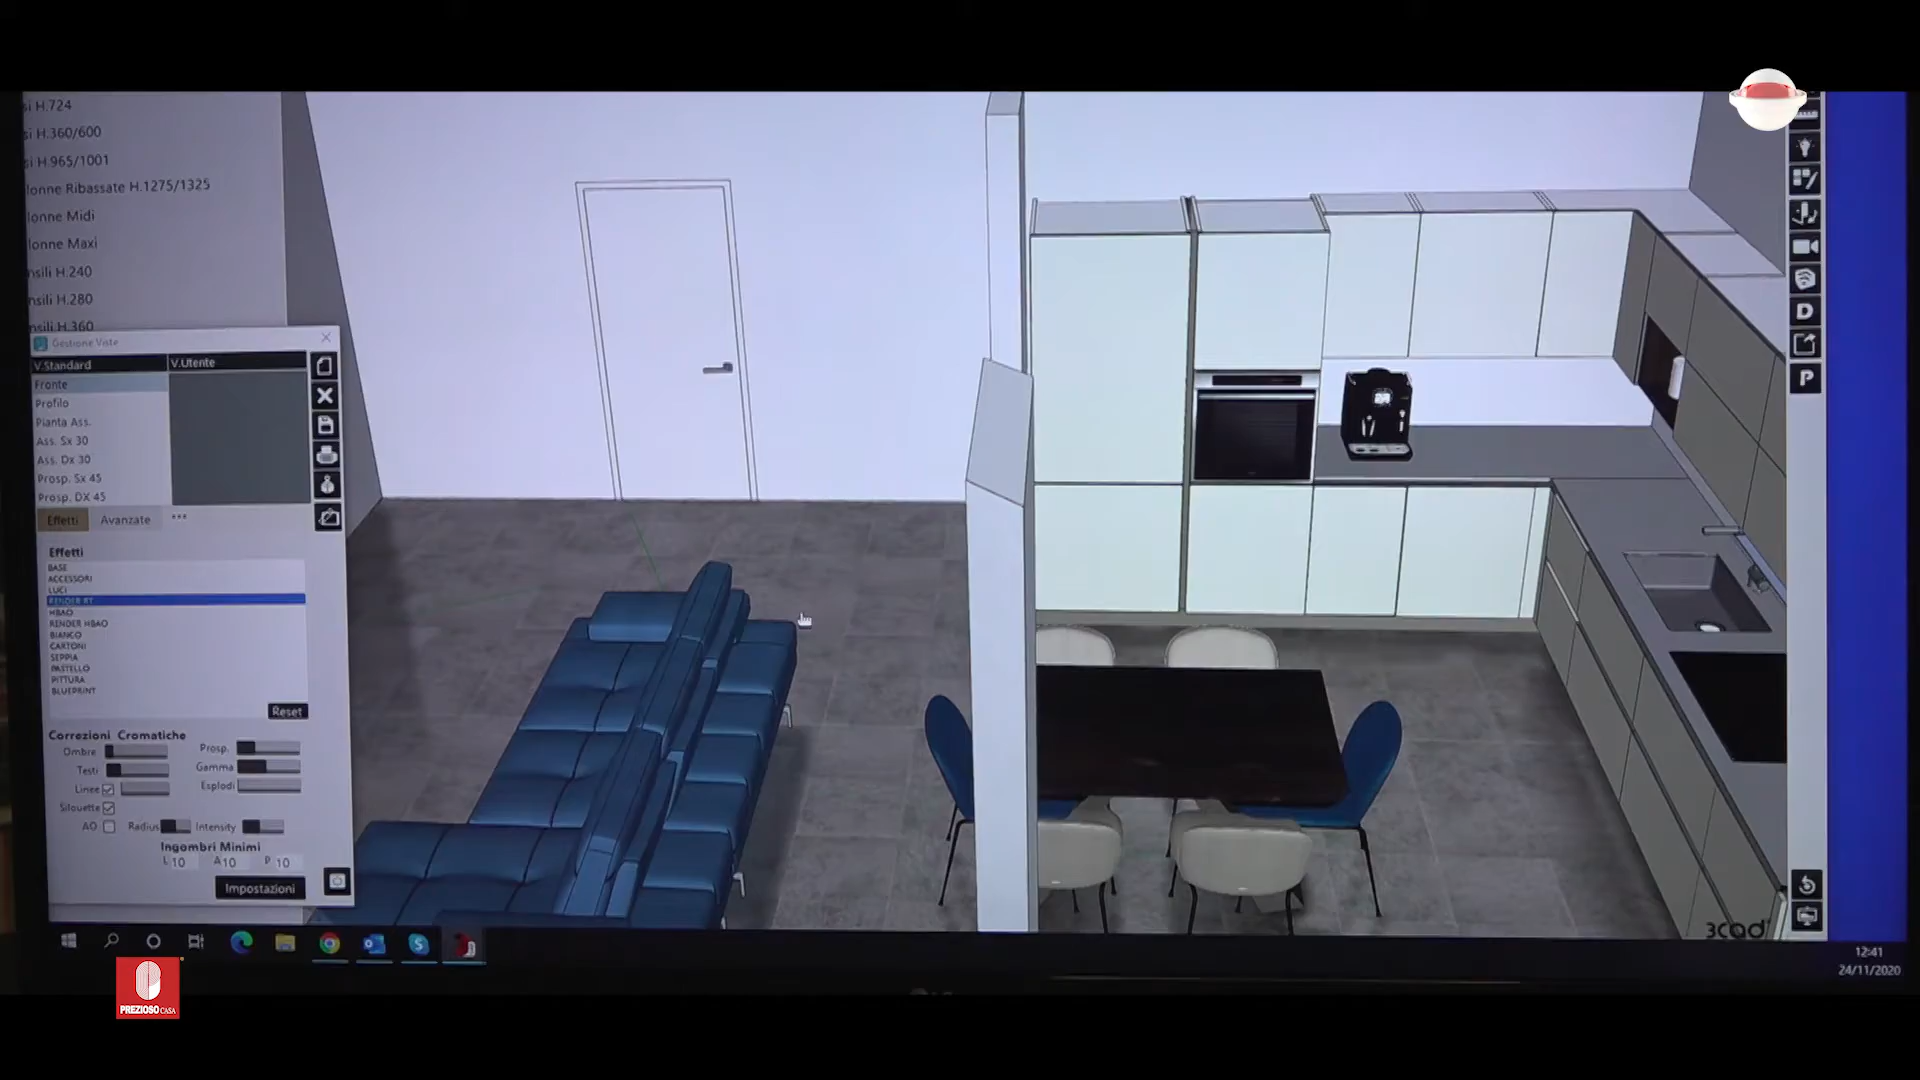 si H.724
si H.360/600
si H.965/1001
lonne Ribassate H.1275/1325
lonne Midi
lonne Maxi
nsili H.240
nsili H.280
nsili H.360
Gestione Viste
V.Standard
V.Utente
Fronte
Profilo
Pianta Ass.
Ass. Sx 30
Ass. Dx 30
Prosp. Sx 45
Prosp. DX 45
Effetti
Avanzate
Effetti
BASE
ACCESSORI
LUCI
RENDER RT
HBAO
RENDER HBAO
BIANCO
CARTONI
SEPPIA
PASTELLO
PITTURA
BLUEPRINT
Reset
Correzioni Cromatiche
Ombre
Prosp.
Testi
Gamma
Linee
Esplodi
Silouette
AO
Radius
Intensity
Ingombri Minimi
L 10 A 10 P 10
Impostazioni
D
P
3cad
12:41
24/11/2020
PREZIOSO CASA